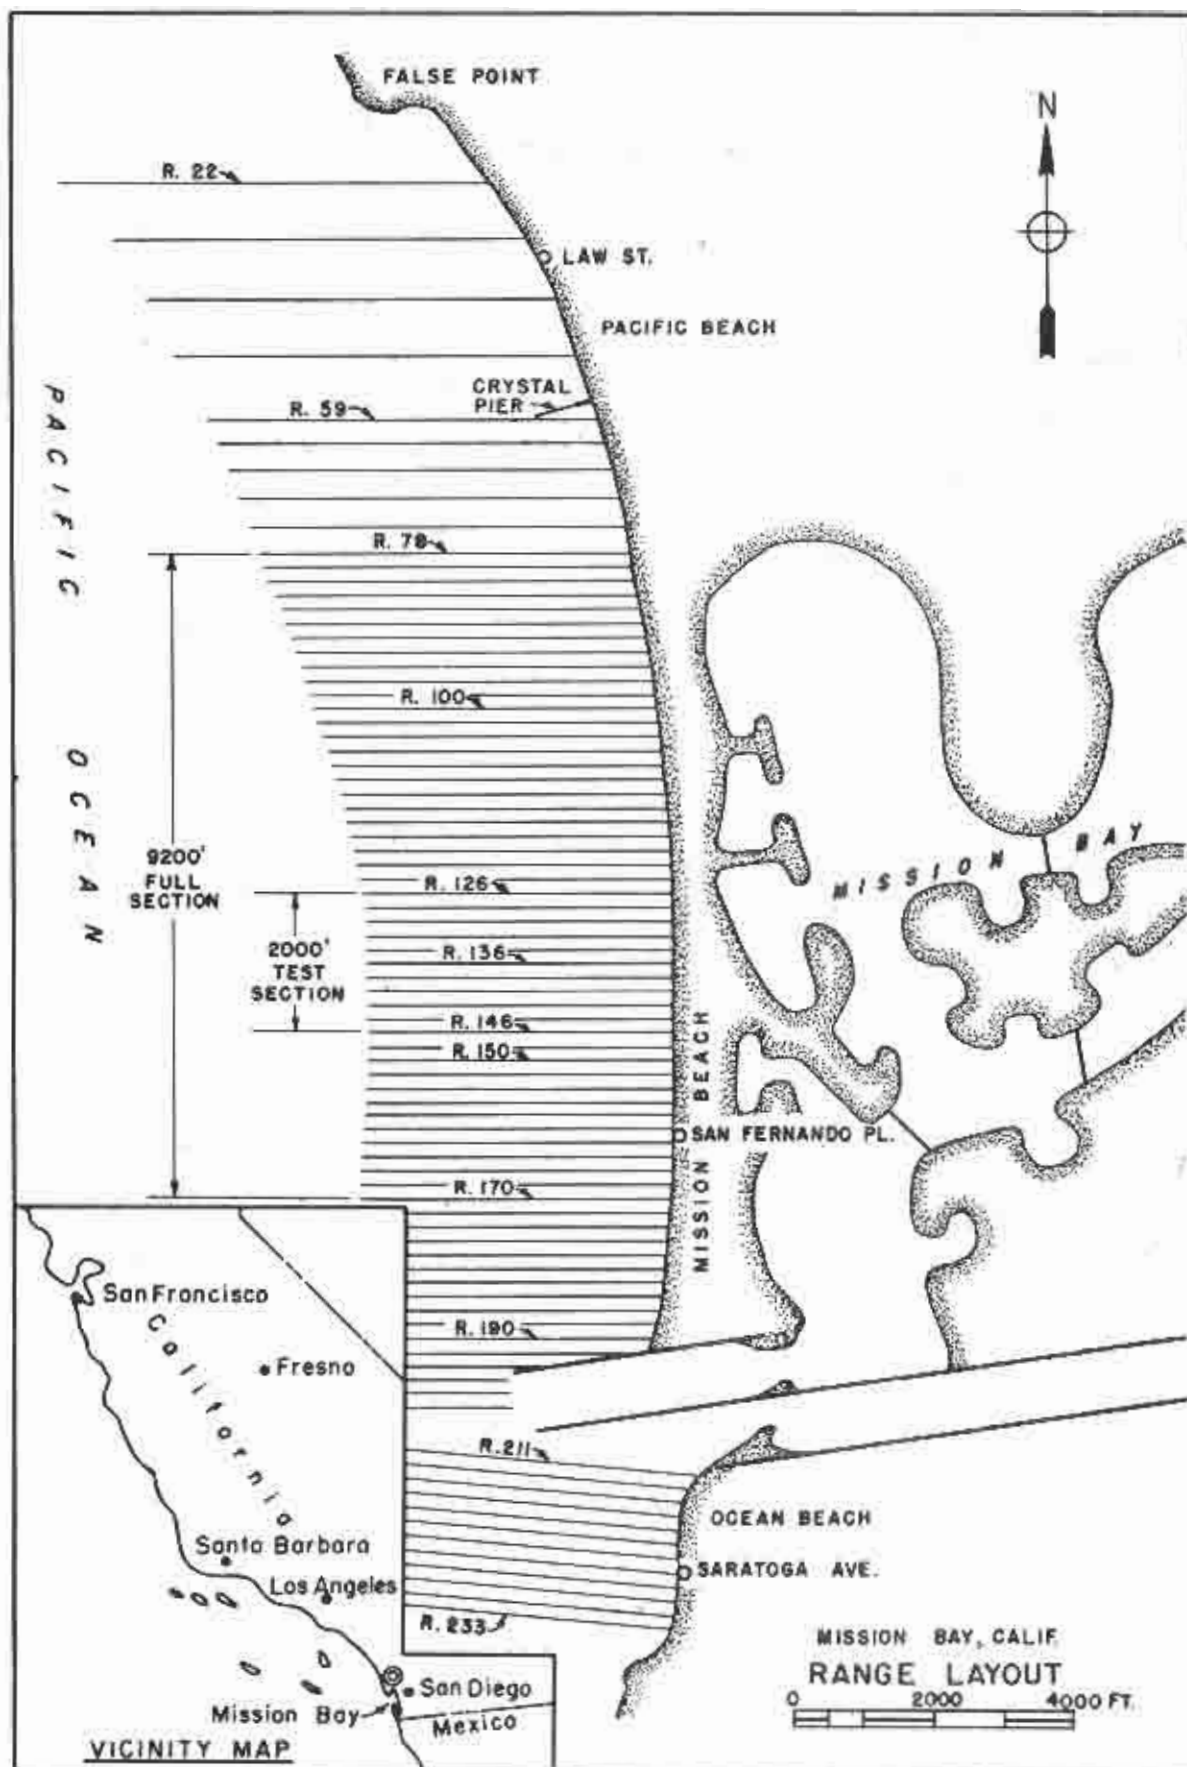 FALSE POINT
N
R. 22
LAW ST.
PACIFIC BEACH
CRYSTAL
PIER
R. 59
PACIFIC OCEAN
R. 78
R. 100
MISSION BAY
9200'
FULL
SECTION
R. 126
2000'
TEST
SECTION
R. 136
R. 146
R. 150
MISSION BEACH
SAN FERNANDO PL.
R. 170
San Francisco
California
Fresno
R. 190
R. 211
OCEAN BEACH
Santa Barbara
SARATOGA AVE.
Los Angeles
R. 233
MISSION BAY, CALIF.
RANGE LAYOUT
0 2000 4000 FT.
San Diego
Mission Bay
Mexico
VICINITY MAP